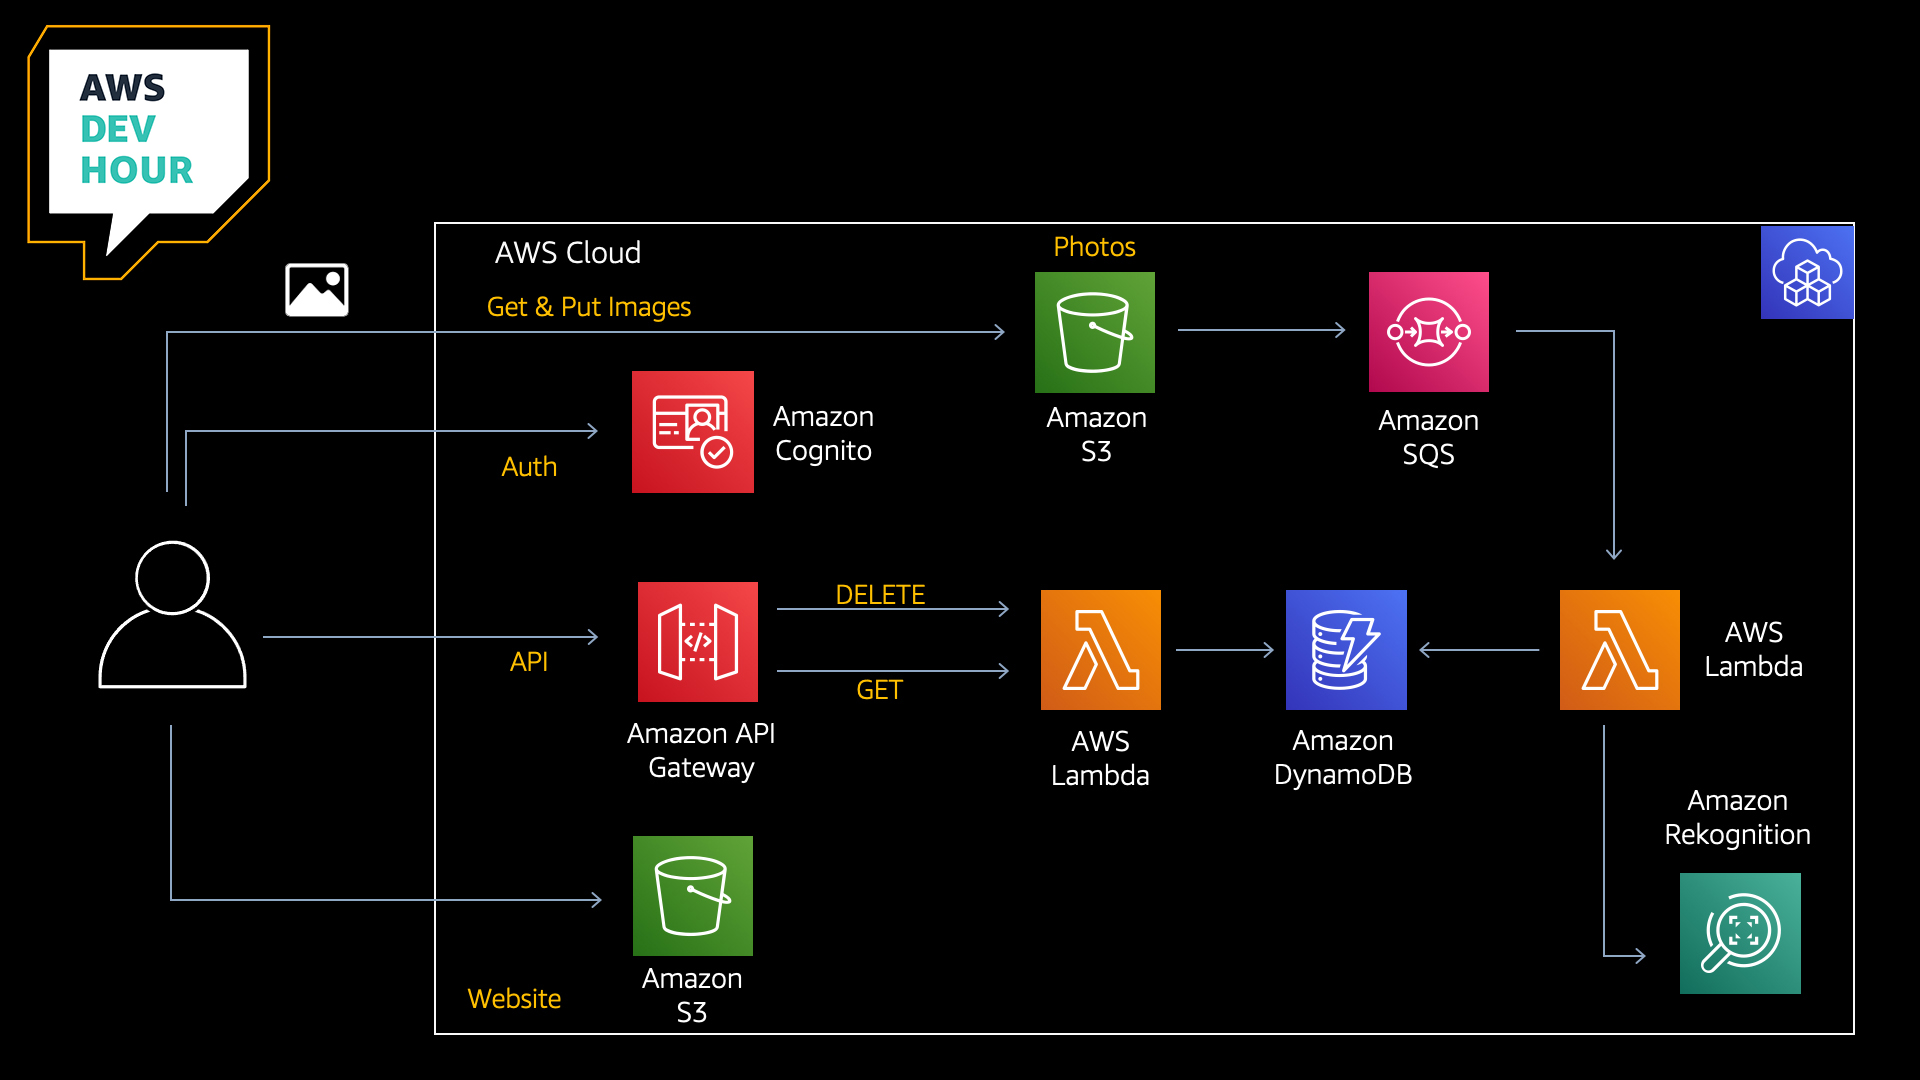 AWS
DEV
HOUR
AWS Cloud
Photos
Get & Put Images
Amazon
Cognito
Amazon
S3
Amazon
SQS
Auth
DELETE
API
GET
AWS
Lambda
Amazon API
Gateway
AWS
Lambda
Amazon
DynamoDB
Amazon
Rekognition
Website
Amazon
S3